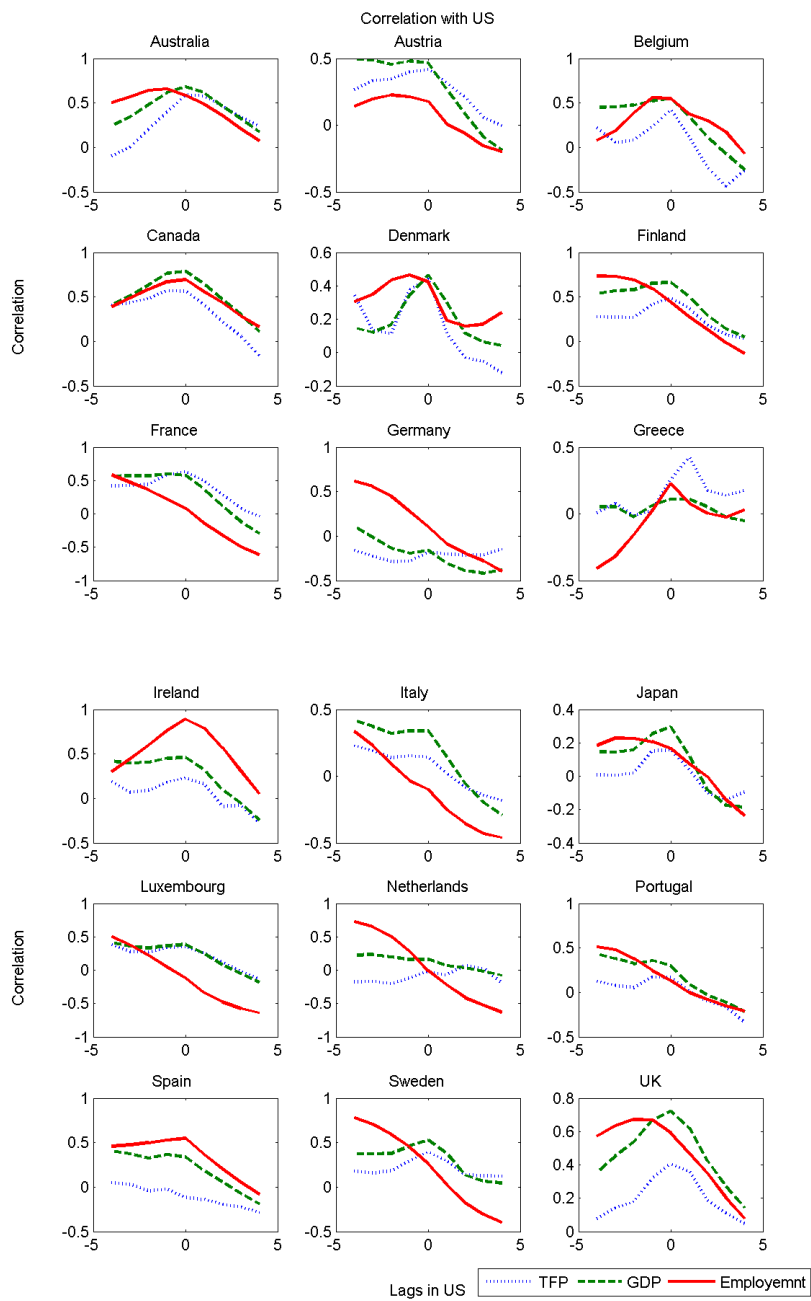 Correlation with US
Australia Austria Belgium
1 0.5 1
0.5 0 0.5
0 0
-0.5 -0.5 -0.5
-5 0 5 -5 0 5 -5 0 5
Canada Denmark Finland
1 0.6 1
0.5 0.4 0.5
0.2
0 0 0
-0.5 -0.2 -0.5
-5 0 5 -5 0 5 -5 0 5
Correlation
France Germany Greece
1 1 0.5
0.5 0.5
0 0
-0.5 0
-1 -0.5 -0.5
-5 0 5 -5 0 5 -5 0 5
Ireland Italy Japan
1 0.5 0.4
0.5 0.2
0 0 0
-0.2
-0.5 -0.5 -0.4
-5 0 5 -5 0 5 -5 0 5
Luxembourg Netherlands Portugal
1 1 1
0.5 0.5 0.5
0 0
-0.5 -0.5 0
-1 -1 -0.5
-5 0 5 -5 0 5 -5 0 5
Correlation
Spain Sweden UK
1 1 0.8
0.5 0.5 0.6
0.4
0 0 0.2
-0.5 -0.5 0
-5 0 5 -5 0 5 -5 0 5
Lags in US
TFP GDP Employemnt